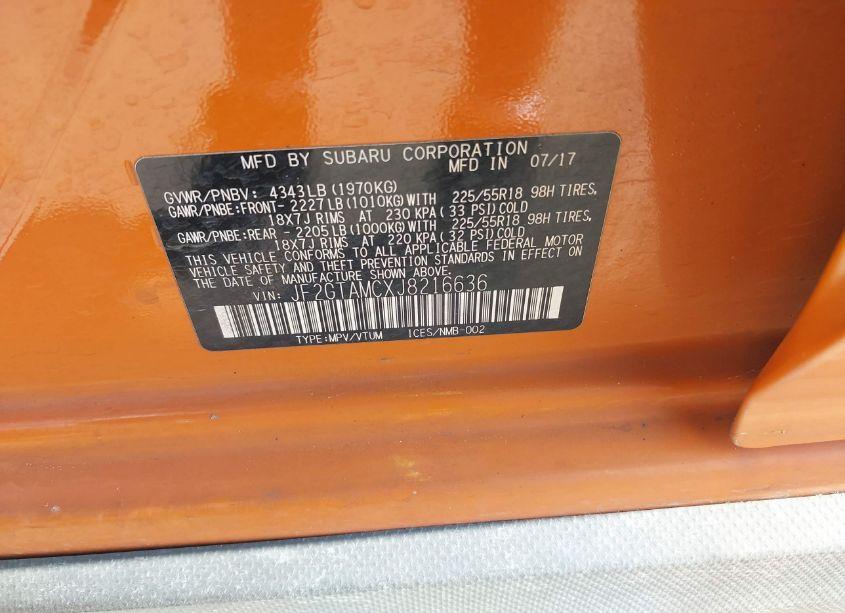 MFD BY SUBARU CORPORATION
MFD IN 07/17
GVWR/PNBV: 4343LB(1970KG)
GAWR/PNBE:FRONT- 2227LB(1010KG)WITH 225/55R18 98H TIRES,
18X7J RIMS AT 230 KPA(33 PSI)COLD
GAWR/PNBE:REAR - 2205LB(1000KG)WITH 225/55R18 98H TIRES,
18X7J RIMS AT 220 KPA(32 PSI)COLD
THIS VEHICLE CONFORMS TO ALL APPLICABLE FEDERAL MOTOR
VEHICLE SAFETY AND THEFT PREVENTION STANDARDS IN EFFECT ON
THE DATE OF MANUFACTURE SHOWN ABOVE.
VIN: JF2GTAMCXJ8216636
TYPE:MPV/VTUM ICES/NMB-002